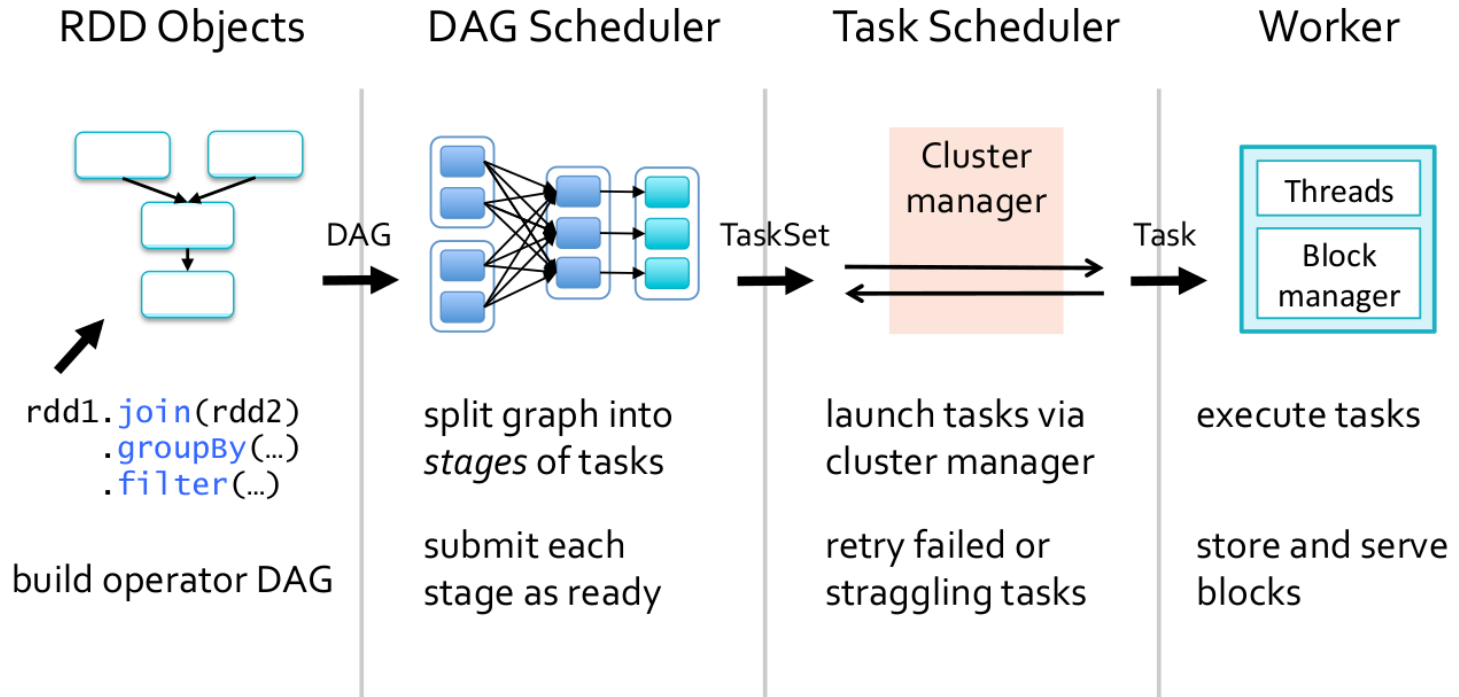 RDD Objects
DAG Scheduler
Task Scheduler
Worker
DAG
TaskSet
Cluster
manager
Task
Threads
Block
manager
rdd1.join(rdd2)
.groupBy(…)
.filter(…)
build operator DAG
split graph into
stages of tasks
submit each
stage as ready
launch tasks via
cluster manager
retry failed or
straggling tasks
execute tasks
store and serve
blocks